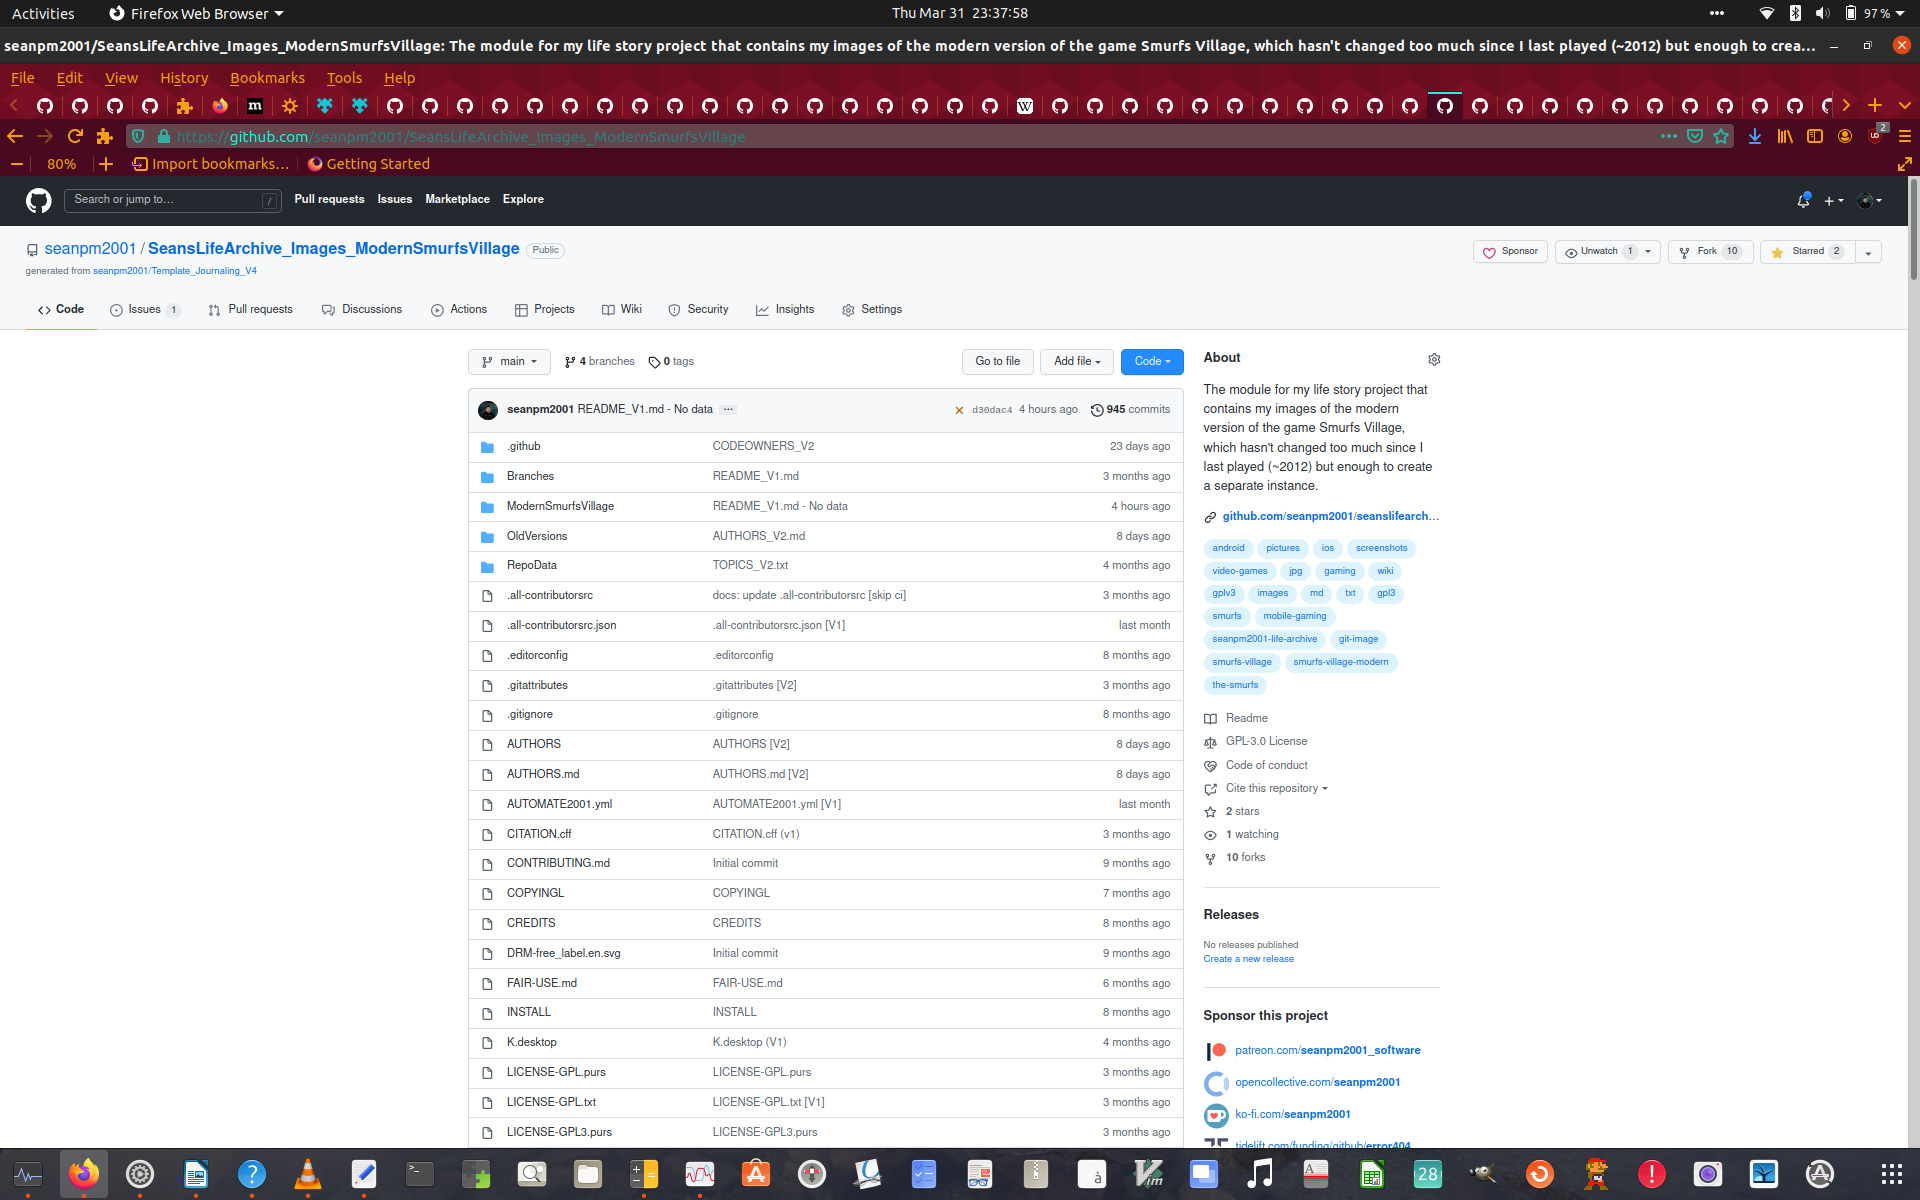 Activities Firefox Web Browser Thu Mar 31 23:37:58 97 %
seanpm2001/SeansLifeArchive_Images_ModernSmurfsVillage: The module for my life story project that contains my images of the modern version of the game Smurfs Village, which hasn't changed too much since I last played (~2012) but enough to crea...
File Edit View History Bookmarks Tools Help
https://github.com/seanpm2001/SeansLifeArchive_Images_ModernSmurfsVillage 2
80% Import bookmarks... Getting Started
Search or jump to... / Pull requests Issues Marketplace Explore
seanpm2001 / SeansLifeArchive_Images_ModernSmurfsVillage Public Sponsor Unwatch 1 Fork 10 Starred 2
generated from seanpm2001/Template_Journaling_V4
Code Issues 1 Pull requests Discussions Actions Projects Wiki Security Insights Settings
main 4 branches 0 tags Go to file Add file Code
seanpm2001 README_V1.md - No data ... d30dac4 4 hours ago 945 commits
.github CODEOWNERS_V2 23 days ago
Branches README_V1.md 3 months ago
ModernSmurfsVillage README_V1.md - No data 4 hours ago
OldVersions AUTHORS_V2.md 8 days ago
RepoData TOPICS_V2.txt 4 months ago
.all-contributorsrc docs: update .all-contributorsrc [skip ci] 3 months ago
.all-contributorsrc.json .all-contributorsrc.json [V1] last month
.editorconfig .editorconfig 8 months ago
.gitattributes .gitattributes [V2] 3 months ago
.gitignore .gitignore 8 months ago
AUTHORS AUTHORS [V2] 8 days ago
AUTHORS.md AUTHORS.md [V2] 8 days ago
AUTOMATE2001.yml AUTOMATE2001.yml [V1] last month
CITATION.cff CITATION.cff (v1) 3 months ago
CONTRIBUTING.md Initial commit 9 months ago
COPYINGL COPYINGL 7 months ago
CREDITS CREDITS 8 months ago
DRM-free_label.en.svg Initial commit 9 months ago
FAIR-USE.md FAIR-USE.md 6 months ago
INSTALL INSTALL 8 months ago
K.desktop K.desktop (V1) 4 months ago
LICENSE-GPL.purs LICENSE-GPL.purs 3 months ago
LICENSE-GPL.txt LICENSE-GPL.txt [V1] 3 months ago
LICENSE-GPL3.purs LICENSE-GPL3.purs 3 months ago
About
The module for my life story project that
contains my images of the modern
version of the game Smurfs Village,
which hasn't changed too much since I
last played (~2012) but enough to create
a separate instance.
github.com/seanpm2001/seanslifearch...
android pictures ios screenshots
video-games jpg gaming wiki
gplv3 images md txt gpl3
smurfs mobile-gaming
seanpm2001-life-archive git-image
smurfs-village smurfs-village-modern
the-smurfs
Readme
GPL-3.0 License
Code of conduct
Cite this repository
2 stars
1 watching
10 forks
Releases
No releases published
Create a new release
Sponsor this project
patreon.com/seanpm2001_software
opencollective.com/seanpm2001
ko-fi.com/seanpm2001
tidelift.com/funding/github/error404
28